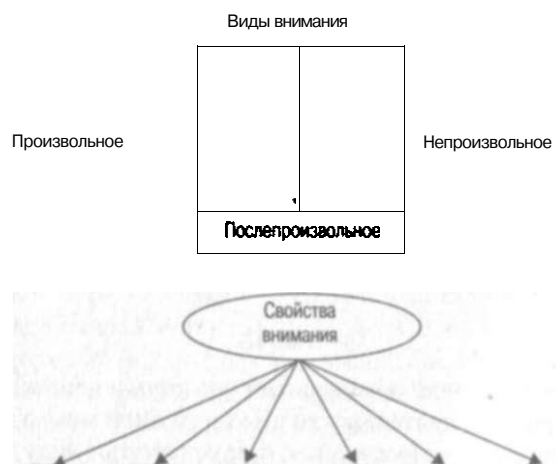 Виды внимания
Произвольное
Непроизвольное
Послепроизвольное
Свойства
внимания